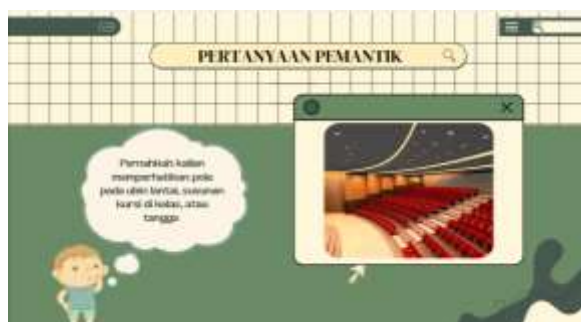 PERTANYAAN PEMANTIK
Pernahkah kalian
memperhatikan pola
pada ubin lantai, susunan
kursi di kelas, atau
tangga